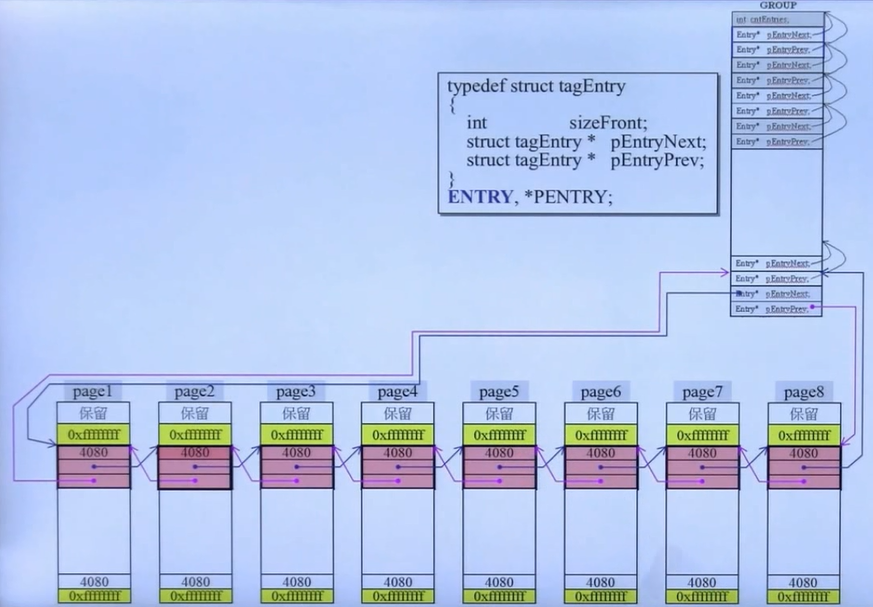 GROUP
int cntEntries;
Entry* pEntryNext;
Entry* pEntryPrev;
Entry* pEntryNext;
Entry* pEntryPrev;
Entry* pEntryNext;
Entry* pEntryPrev;
Entry* pEntryNext;
Entry* pEntryPrev;
typedef struct tagEntry
{
int sizeFront;
struct tagEntry * pEntryNext;
struct tagEntry * pEntryPrev;
}
ENTRY, *PENTRY;
Entry* pEntryNext;
Entry* pEntryPrev;
Entry* pEntryNext;
Entry* pEntryPrev;
page1 page2 page3 page4 page5 page6 page7 page8
保留 保留 保留 保留 保留 保留 保留 保留
0xffffffff 0xffffffff 0xffffffff 0xffffffff 0xffffffff 0xffffffff 0xffffffff 0xffffffff
4080 4080 4080 4080 4080 4080 4080 4080
4080 4080 4080 4080 4080 4080 4080 4080
0xffffffff 0xffffffff 0xffffffff 0xffffffff 0xffffffff 0xffffffff 0xffffffff 0xffffffff